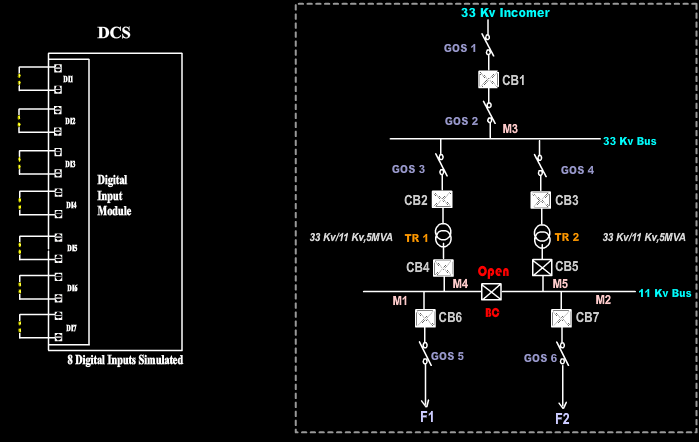 DCS
DI1
DI2
DI3
DI4
DI5
DI6
DI7
Digital
Input
Module
8 Digital Inputs Simulated
33 Kv Incomer
GOS 1
CB1
GOS 2
M3
33 Kv Bus
GOS 3
GOS 4
CB2
CB3
33 Kv/11 Kv,5MVA
TR 1
TR 2
33 Kv/11 Kv,5MVA
CB4
Open
CB5
M4
M5
M1
M2
11 Kv Bus
BC
CB6
CB7
GOS 5
GOS 6
F1
F2